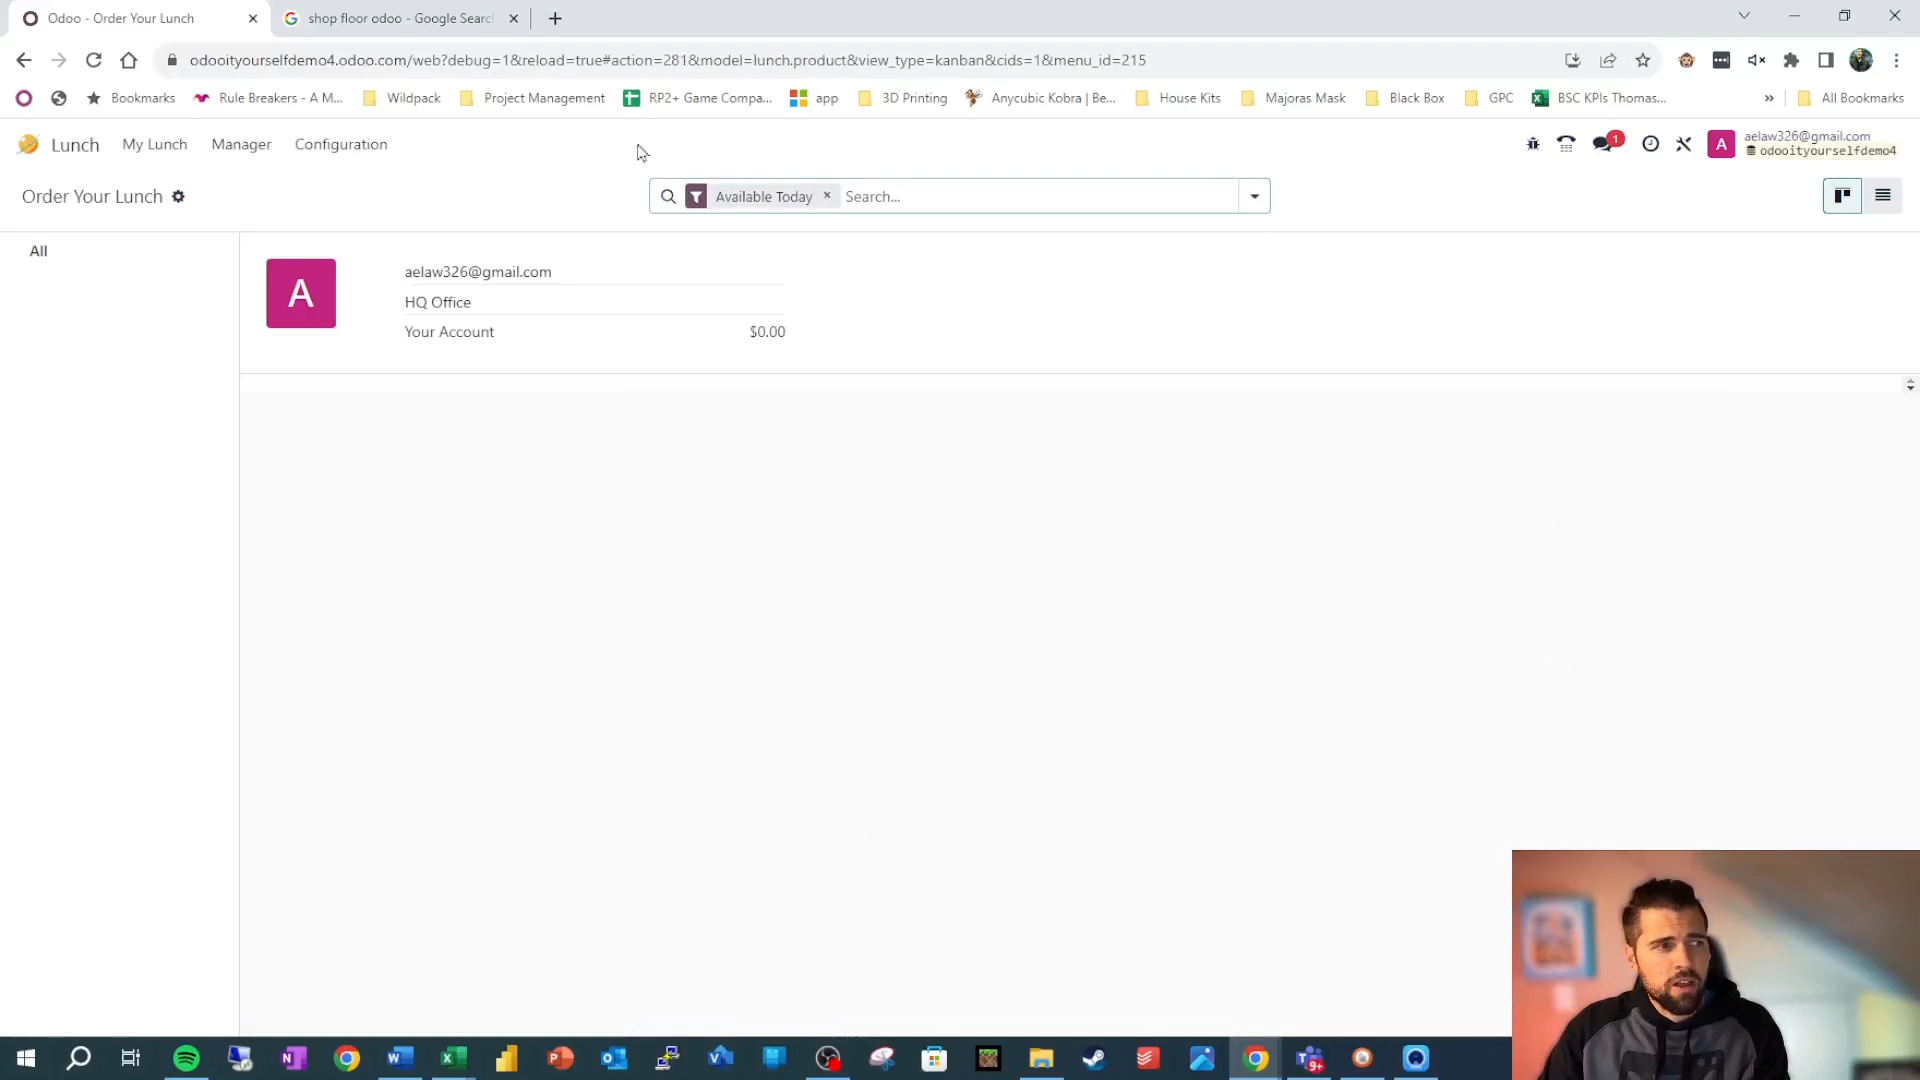 Odoo - Order Your Lunch
shop floor odoo - Google Searc
odooityourselfdemo4.odoo.com/web?debug=1&reload=true#action=281&model=lunch.product&view_type=kanban&cids=1&menu_id=215
Bookmarks Rule Breakers - A M... Wildpack Project Management RP2+ Game Compa... app 3D Printing Anycubic Kobra | Be... House Kits Majoras Mask Black Box GPC BSC KPIs Thomas... » All Bookmarks
Lunch My Lunch Manager Configuration 1 A aelaw326@gmail.com
odooityourselfdemo4
Order Your Lunch Available Today × Search...
All
A
aelaw326@gmail.com
HQ Office
Your Account $0.00
9+